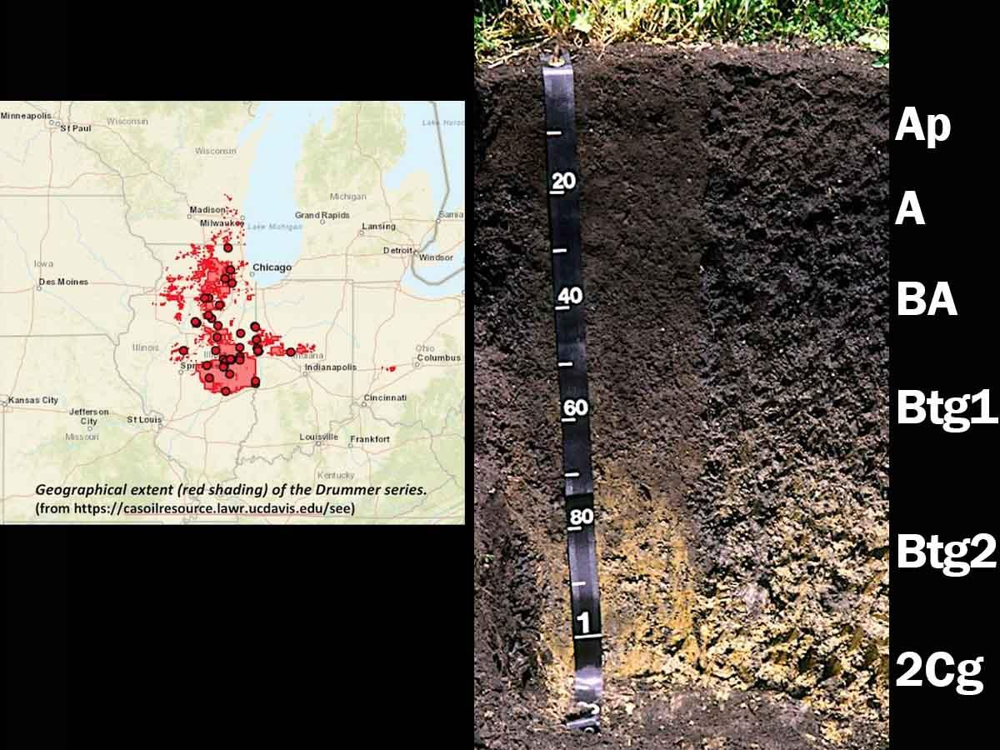 Minneapolis
St Paul
Wisconsin
Lake Huron
Wisconsin
Michigan
Madison
Milwaukee
Lake Michigan
Grand Rapids
Lansing
Sarnia
Detroit
Windsor
Iowa
Des Moines
Chicago
Illinois
Indiana
Ohio
Columbus
Spri
Indianapolis
Kansas City
Cincinnati
Jefferson
City
St Louis
Missouri
Louisville
Frankfort
Kentucky
Geographical extent (red shading) of the Drummer series.
(from https://casoilresource.lawr.ucdavis.edu/see)
20
40
60
80
1
Ap
A
BA
Btg1
Btg2
2Cg